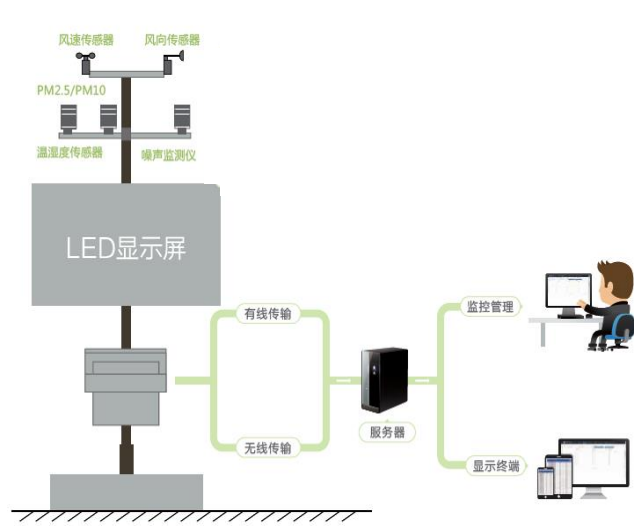 风速传感器
风向传感器
PM2.5/PM10
温湿度传感器
噪声监测仪
LED显示屏
有线传输
无线传输
服务器
监控管理
显示终端